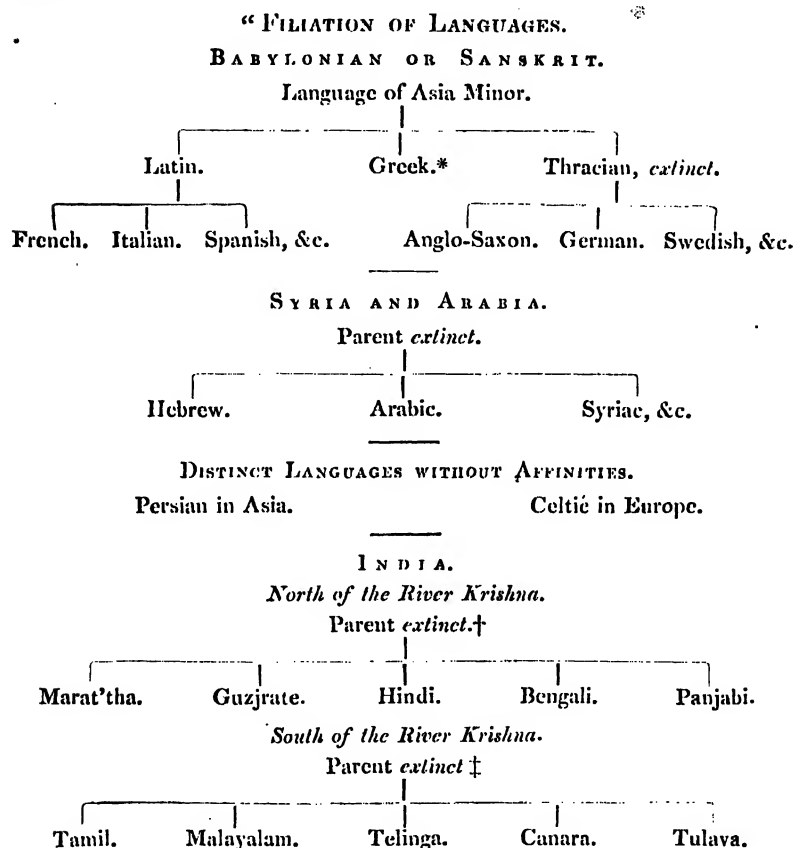 “ Filiation of Languages.
Babylonian or Sanskrit.
Language of Asia Minor.
Latin. Greek.* Thracian, extinct.
French. Italian. Spanish, &c. Anglo-Saxon. German. Swedish, &c.
Syria and Arabia.
Parent extinct.
Hebrew. Arabic. Syriac, &c.
Distinct Languages without Affinities.
Persian in Asia. Celtic in Europe.
India.
North of the River Krishna.
Parent extinct.†
Marat'tha. Guzjrate. Hindi. Bengali. Panjabi.
South of the River Krishna.
Parent extinct ‡
Tamil. Malayalam. Telinga. Canara. Tulava.